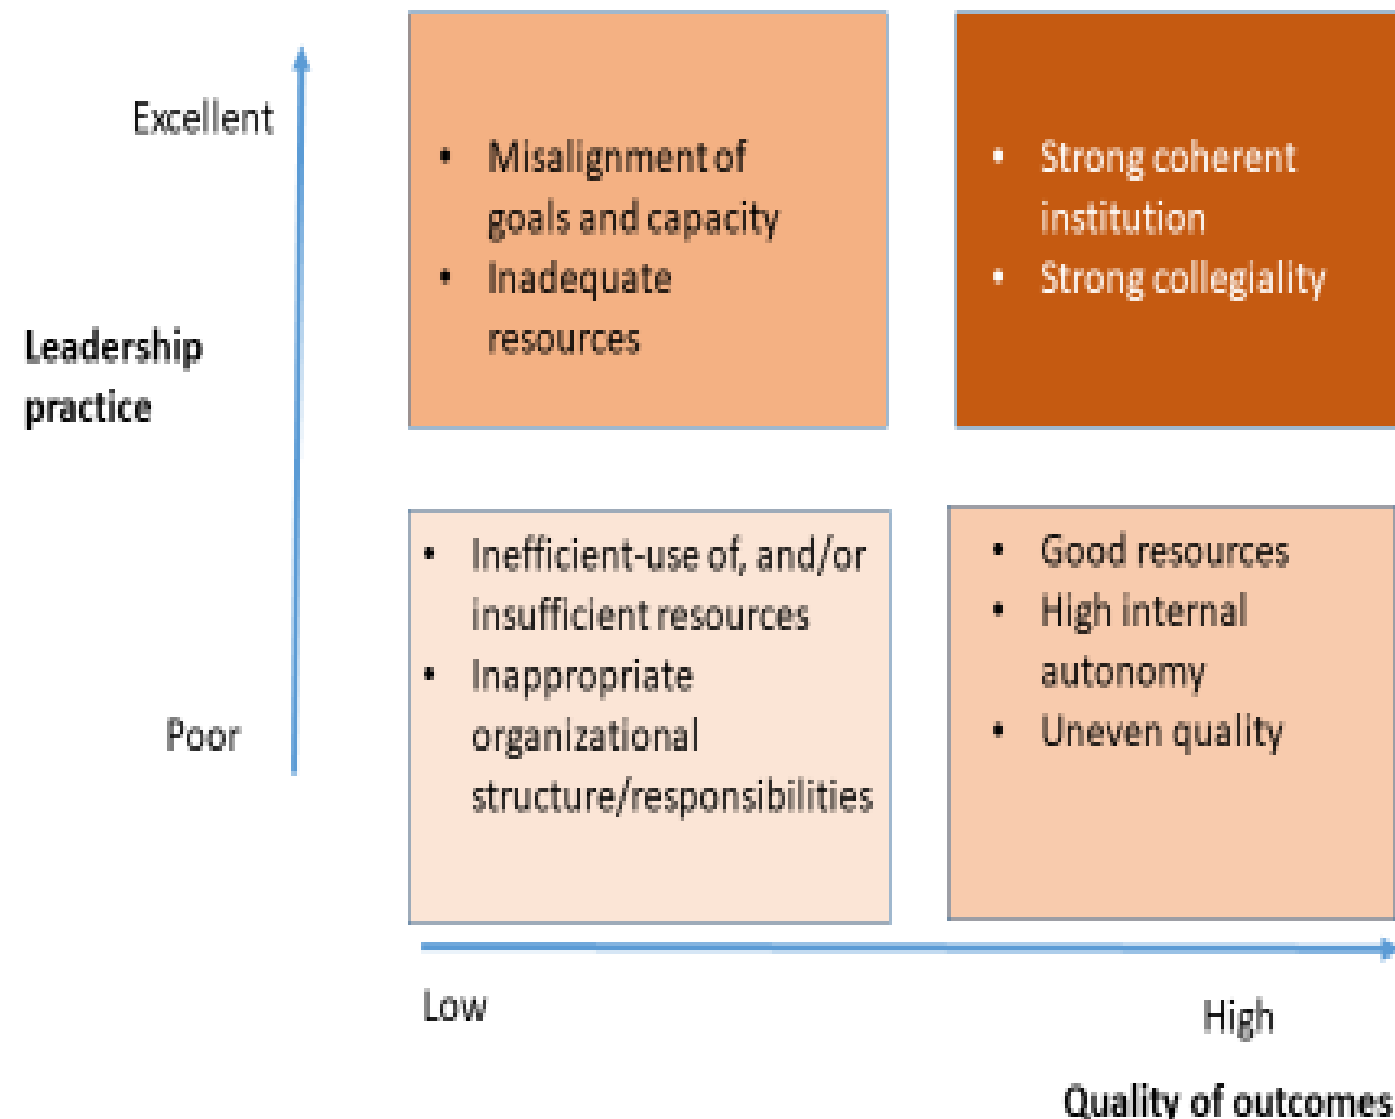 Excellent
Leadership
practice
Poor
• Misalignment of
goals and capacity
• Inadequate
resources
• Strong coherent
institution
• Strong collegiality
• Inefficient-use of, and/or
insufficient resources
• Inappropriate
organizational
structure/responsibilities
• Good resources
• High internal
autonomy
• Uneven quality
Low
High
Quality of outcomes